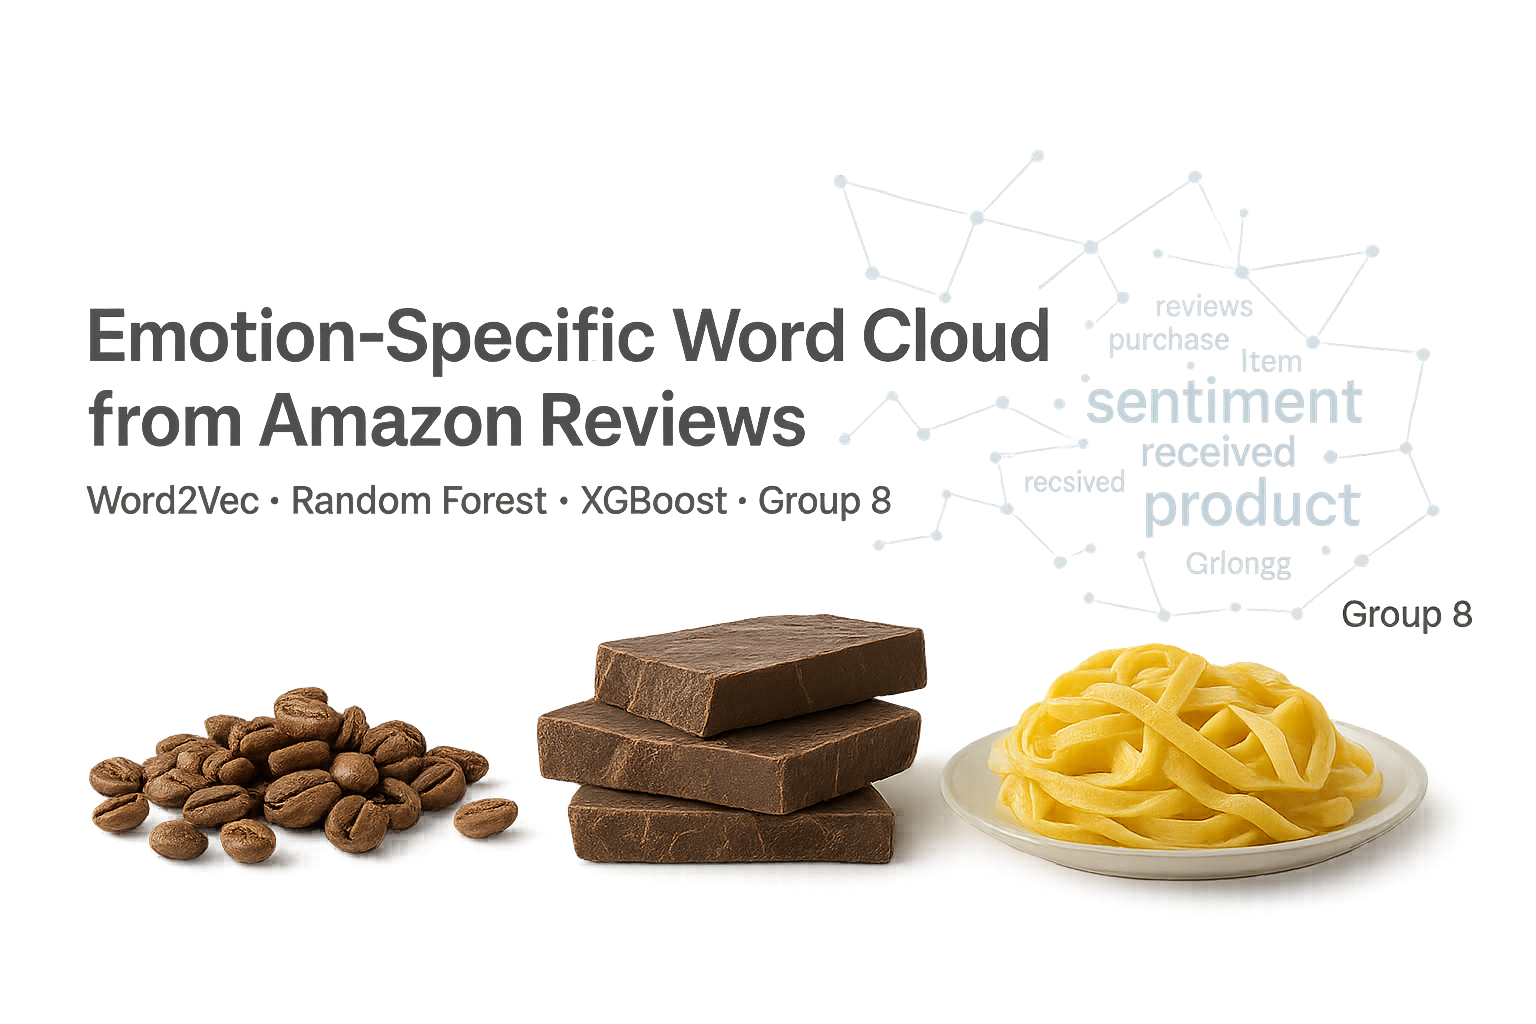 Emotion-Specific Word Cloud
from Amazon Reviews
Word2Vec • Random Forest • XGBoost • Group 8
reviews
purchase
Item
sentiment
received
recsived
product
Grlongg
Group 8